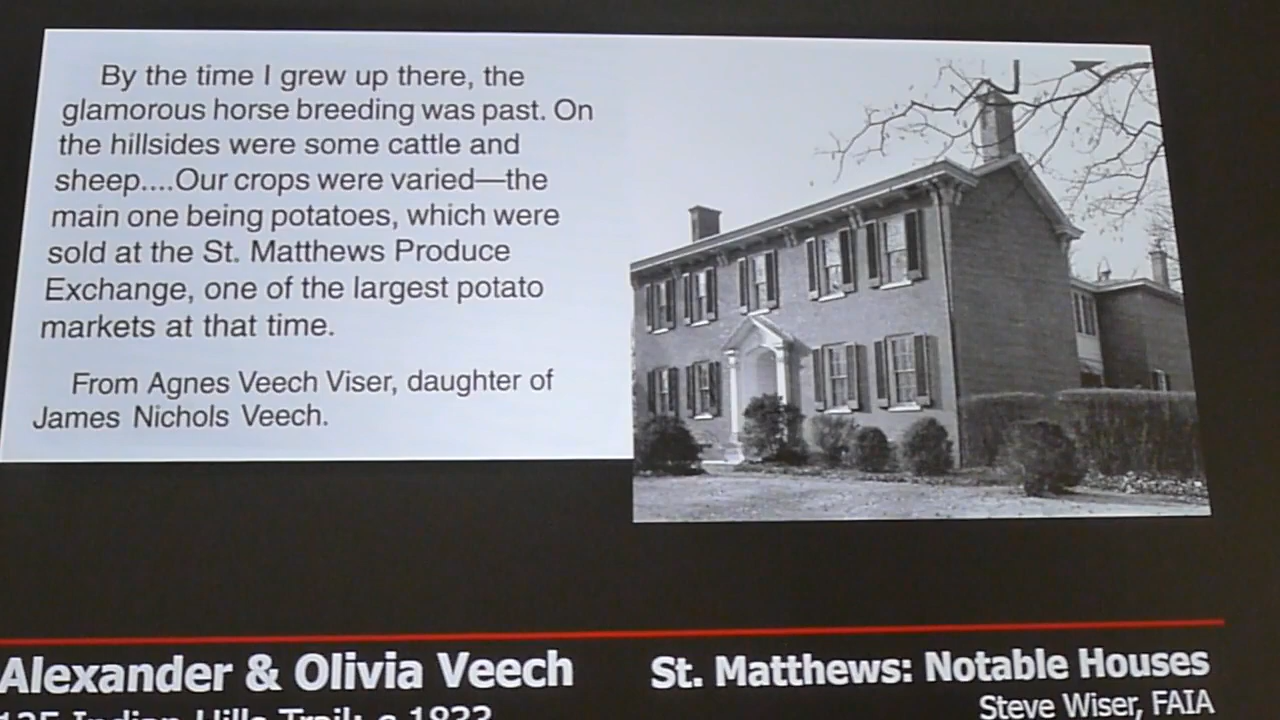 By the time I grew up there, the
glamorous horse breeding was past. On
the hillsides were some cattle and
sheep....Our crops were varied—the
main one being potatoes, which were
sold at the St. Matthews Produce
Exchange, one of the largest potato
markets at that time.
From Agnes Veech Viser, daughter of
James Nichols Veech.
Alexander & Olivia Veech
St. Matthews: Notable Houses
Indian Hills Trail:
Steve Wiser, FAIA